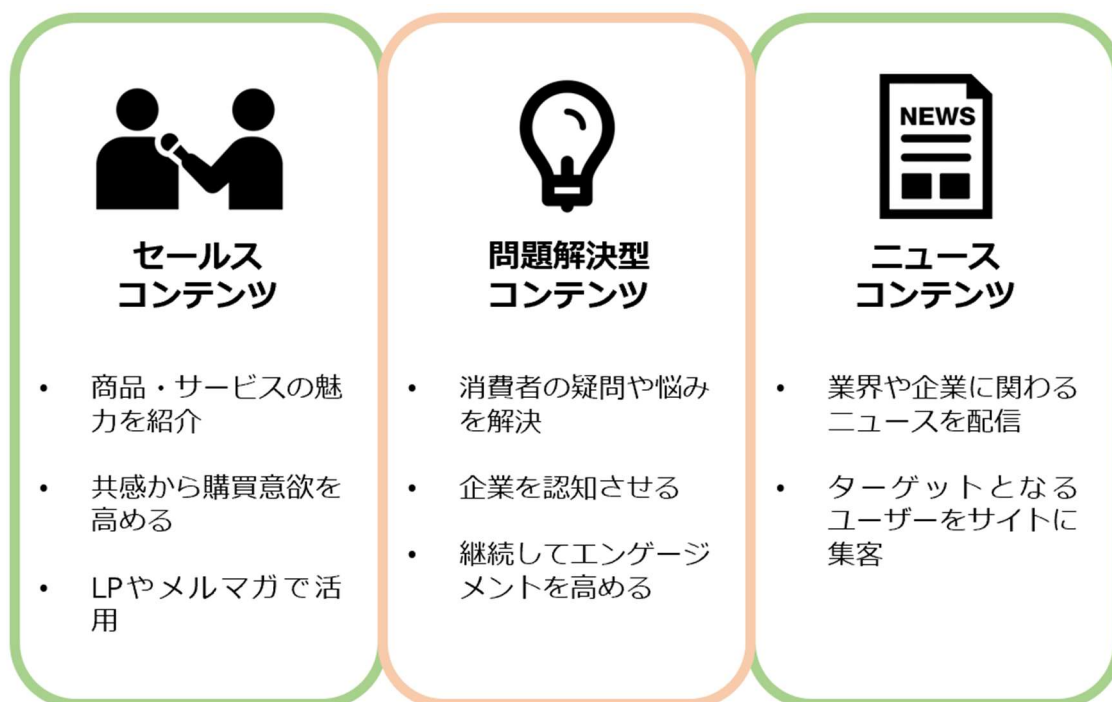 セールス
コンテンツ
• 商品・サービスの魅
力を紹介
• 共感から購買意欲を
高める
• LPやメルマガで活
用
問題解決型
コンテンツ
• 消費者の疑問や悩み
を解決
• 企業を認知させる
• 継続してエンゲージ
メントを高める
NEWS
ニュース
コンテンツ
• 業界や企業に関わる
ニュースを配信
• ターゲットとなる
ユーザーをサイトに
集客